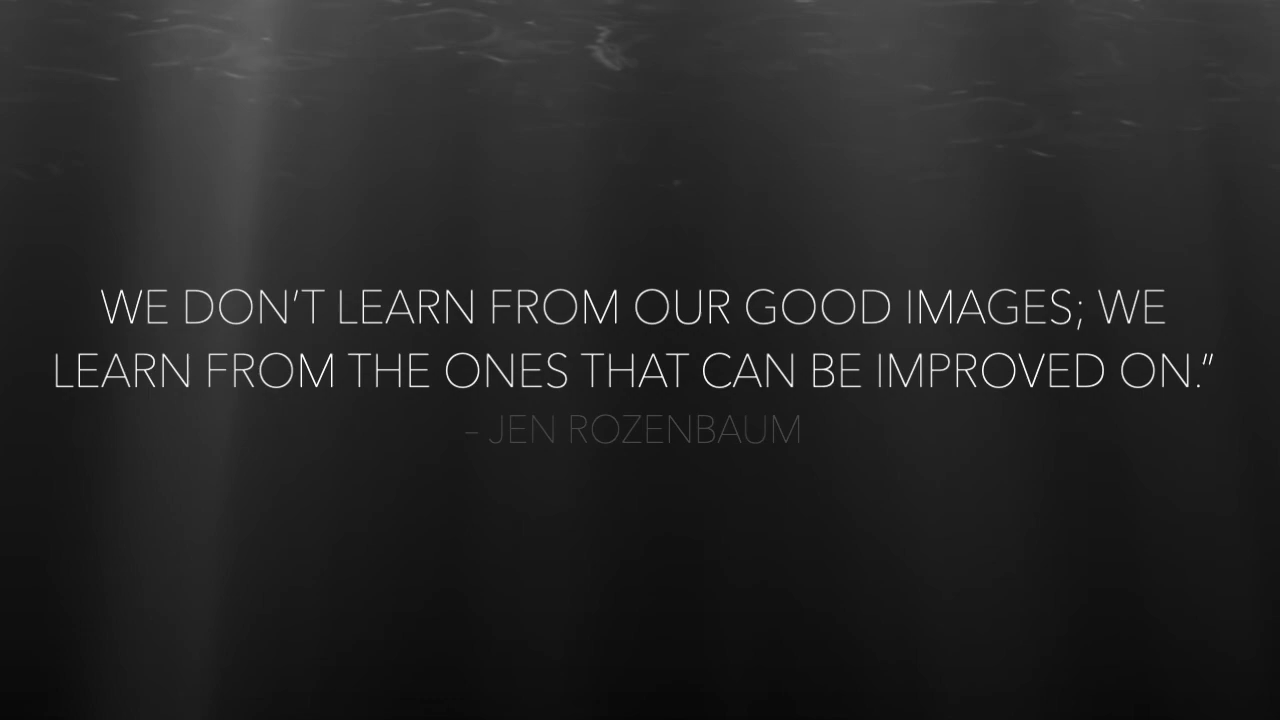 WE DON'T LEARN FROM OUR GOOD IMAGES; WE
LEARN FROM THE ONES THAT CAN BE IMPROVED ON.”
– JEN ROZENBAUM